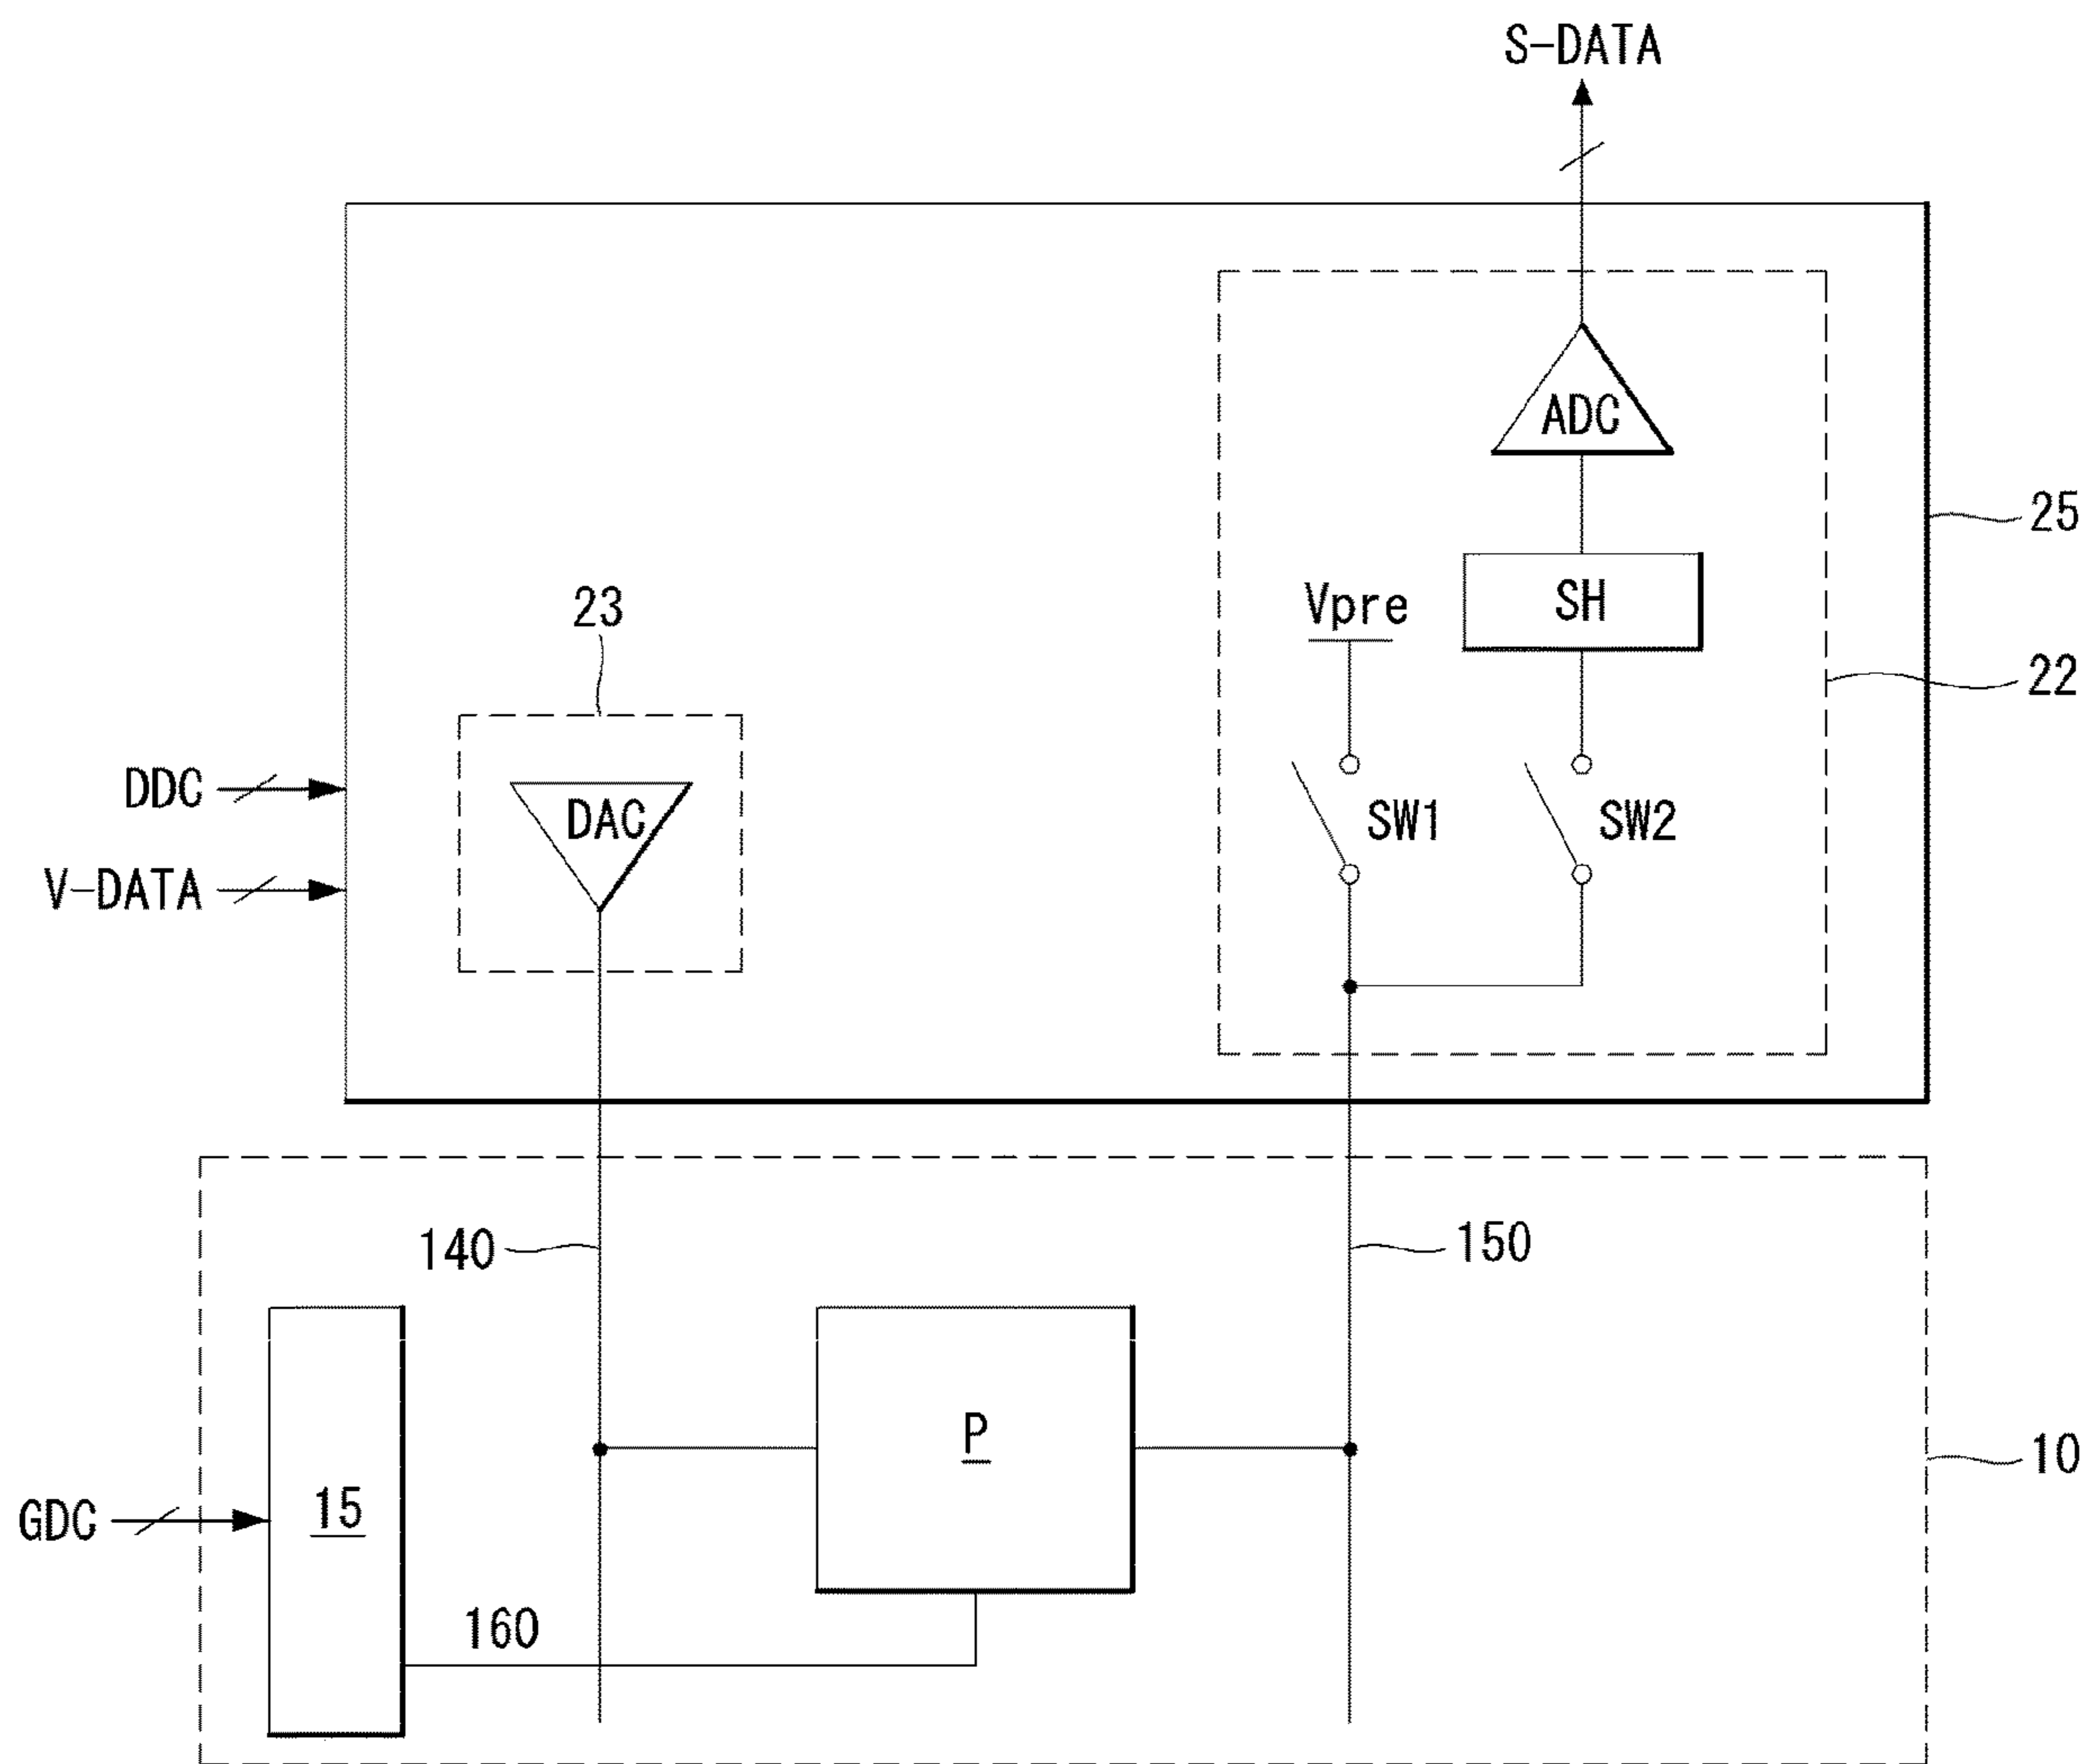 S-DATA
ADC
25
SH
23
Vpre
22
DDC
DAC
SW1
SW2
V-DATA
140
150
P
10
GDC
15
160